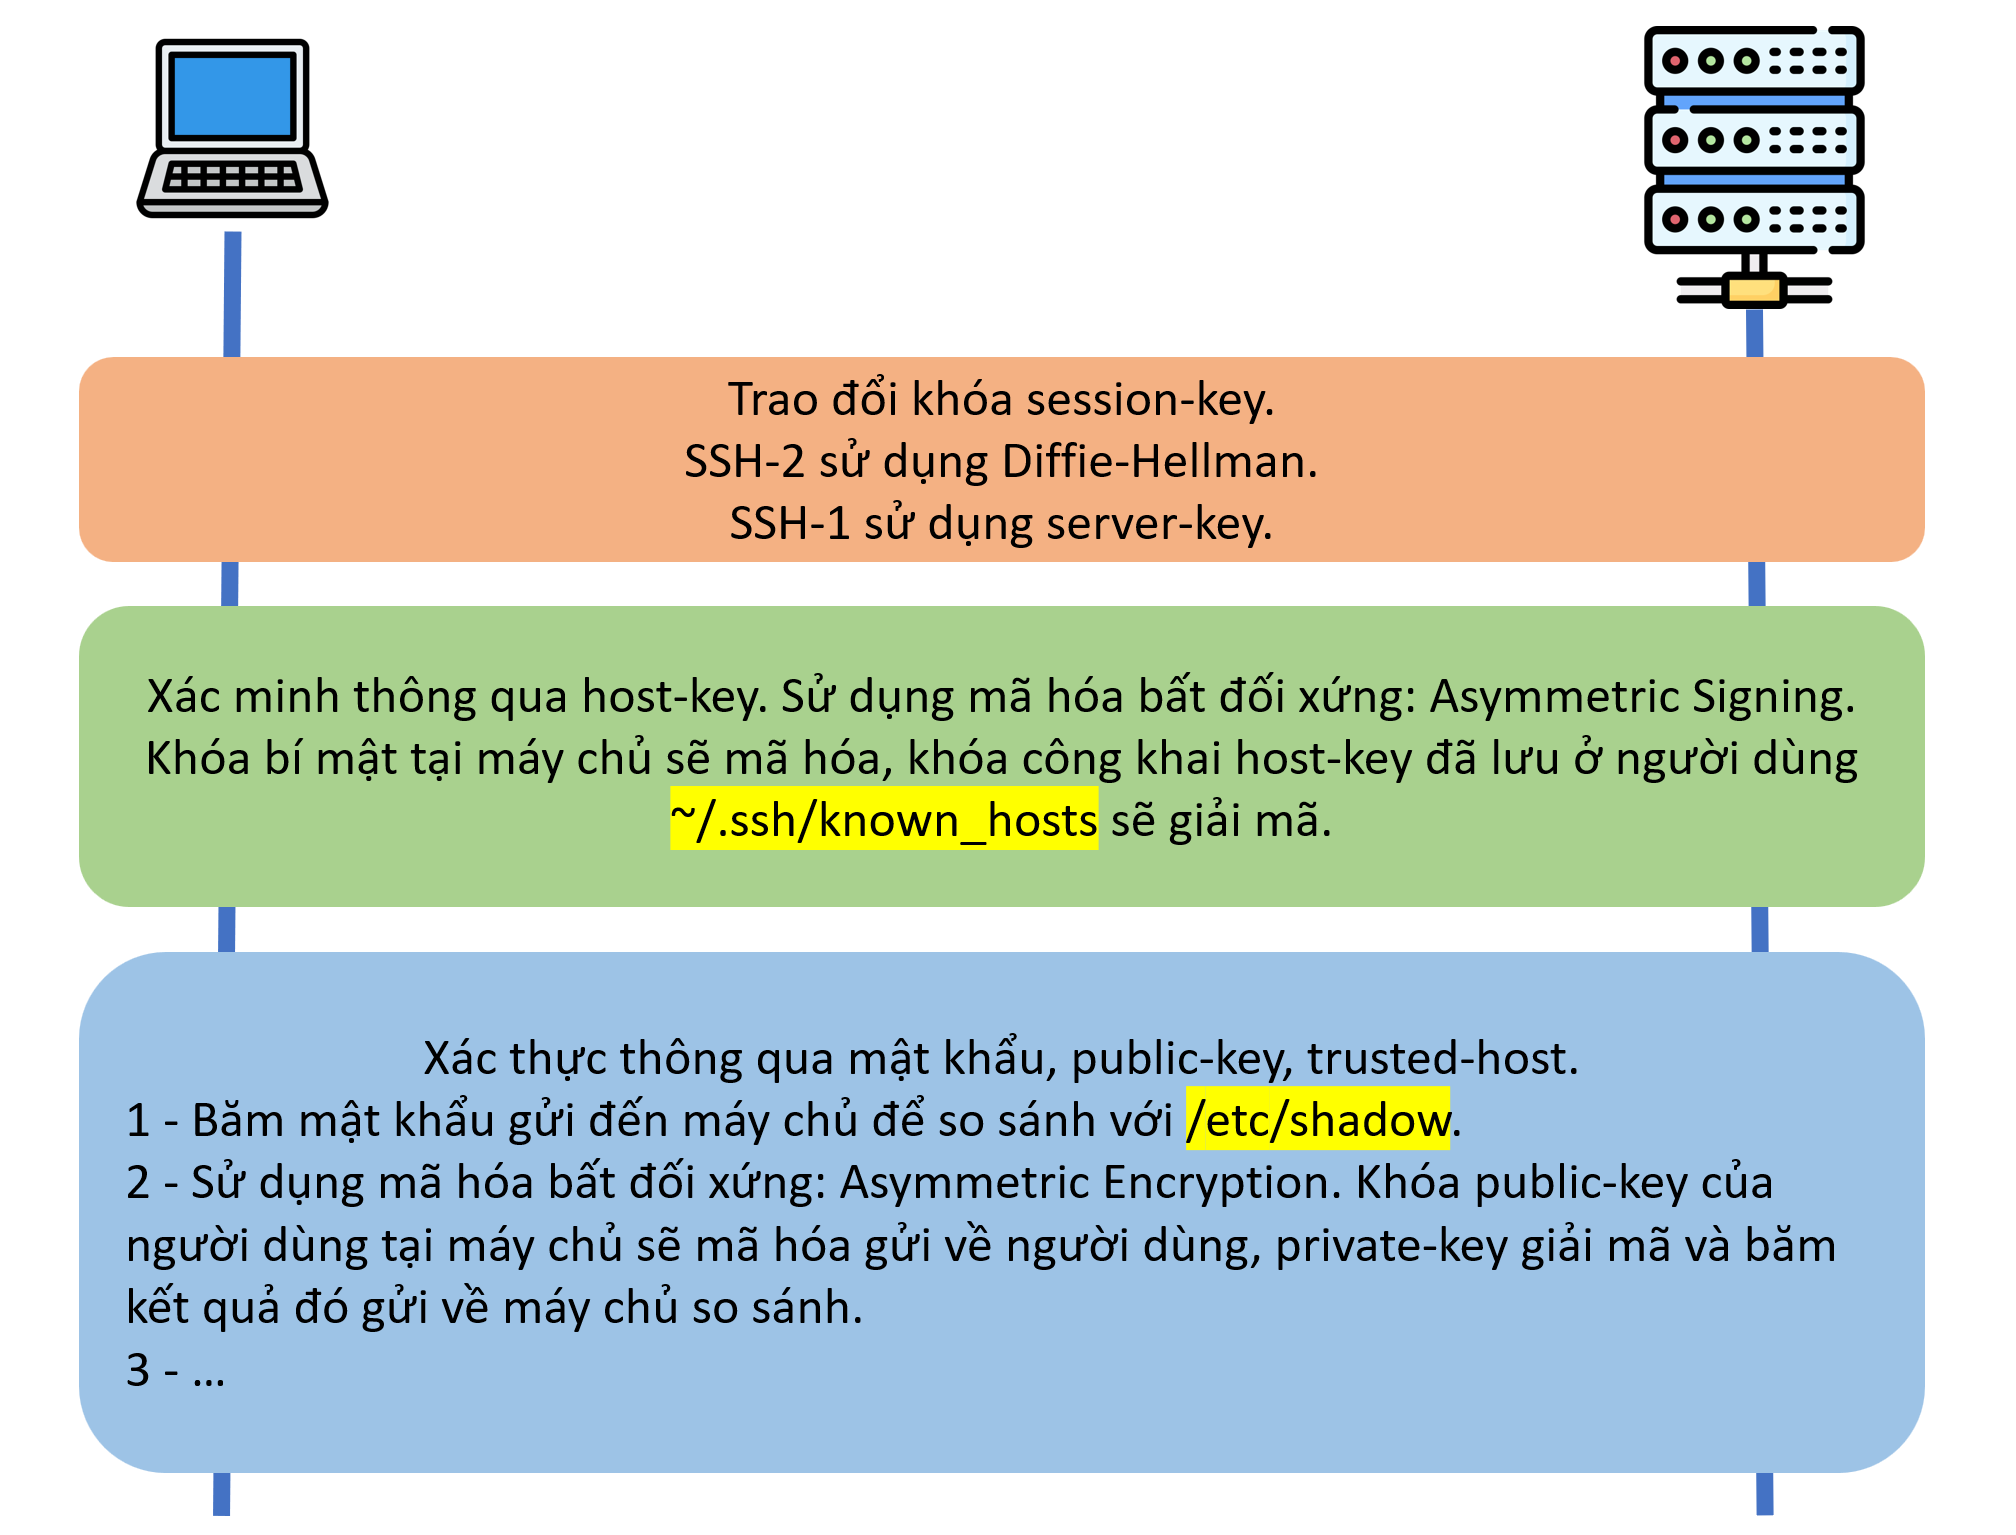 Trao đổi khóa session-key.
SSH-2 sử dụng Diffie-Hellman.
SSH-1 sử dụng server-key.
Xác minh thông qua host-key. Sử dụng mã hóa bất đối xứng: Asymmetric Signing.
Khóa bí mật tại máy chủ sẽ mã hóa, khóa công khai host-key đã lưu ở người dùng
~/.ssh/known_hosts sẽ giải mã.
Xác thực thông qua mật khẩu, public-key, trusted-host.
1 - Băm mật khẩu gửi đến máy chủ để so sánh với /etc/shadow.
2 - Sử dụng mã hóa bất đối xứng: Asymmetric Encryption. Khóa public-key của
người dùng tại máy chủ sẽ mã hóa gửi về người dùng, private-key giải mã và băm
kết quả đó gửi về máy chủ so sánh.
3 - ...